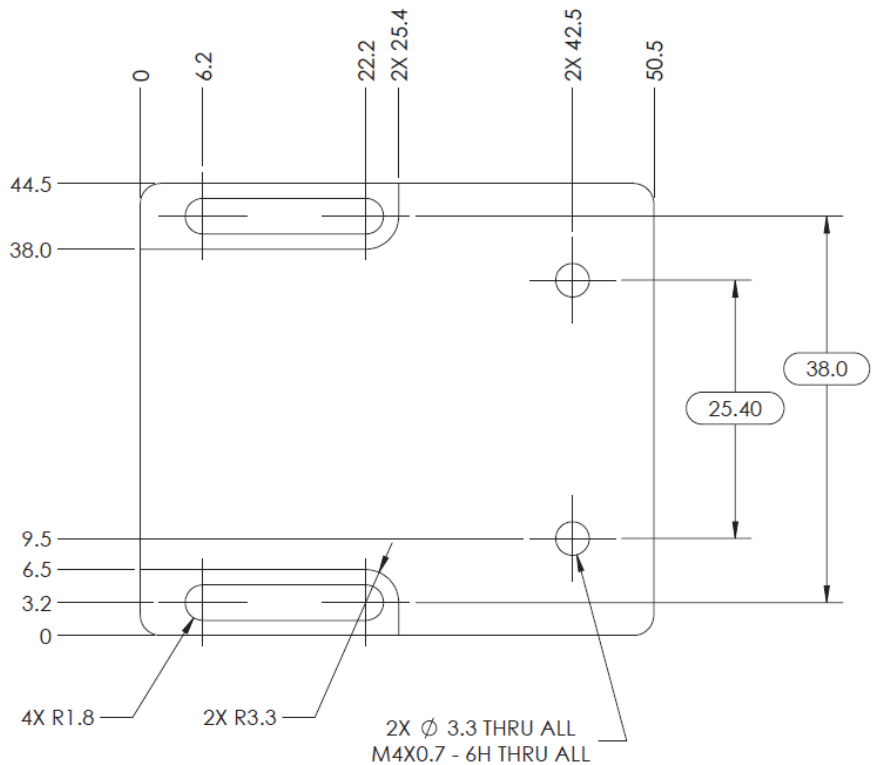 0
6.2
22.2
2X 25.4
2X 42.5
50.5
44.5
38.0
38.0
25.40
9.5
6.5
3.2
0
4X R1.8
2X R3.3
2X ∅ 3.3 THRU ALL
M4X0.7 - 6H THRU ALL